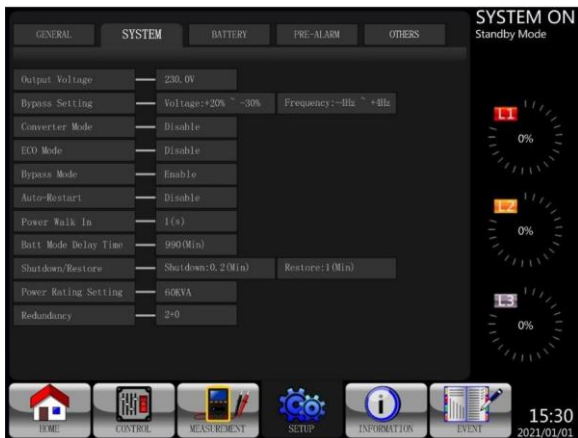 SYSTEM ON
GENERAL SYSTEM BATTERY PRE-ALARM OTHERS
Standby Mode
Output Voltage 230.0V
Bypass Setting Voltage:+20% ~ -30% Frequency:-4Hz ~ +4Hz
Converter Mode Disable
ECO Mode Disable
Bypass Mode Enable
Auto-Restart Disable
Power Walk In 1(s)
Batt Mode Delay Time 990(Min)
Shutdown/Restore Shutdown:0.2(Min) Restore:1(Min)
Power Rating Setting 60KVA
Redundancy 2+0
L1
0%
L2
0%
L3
0%
HOME CONTROL MEASUREMENT SETUP INFORMATION EVENT
15:30
2021/01/01